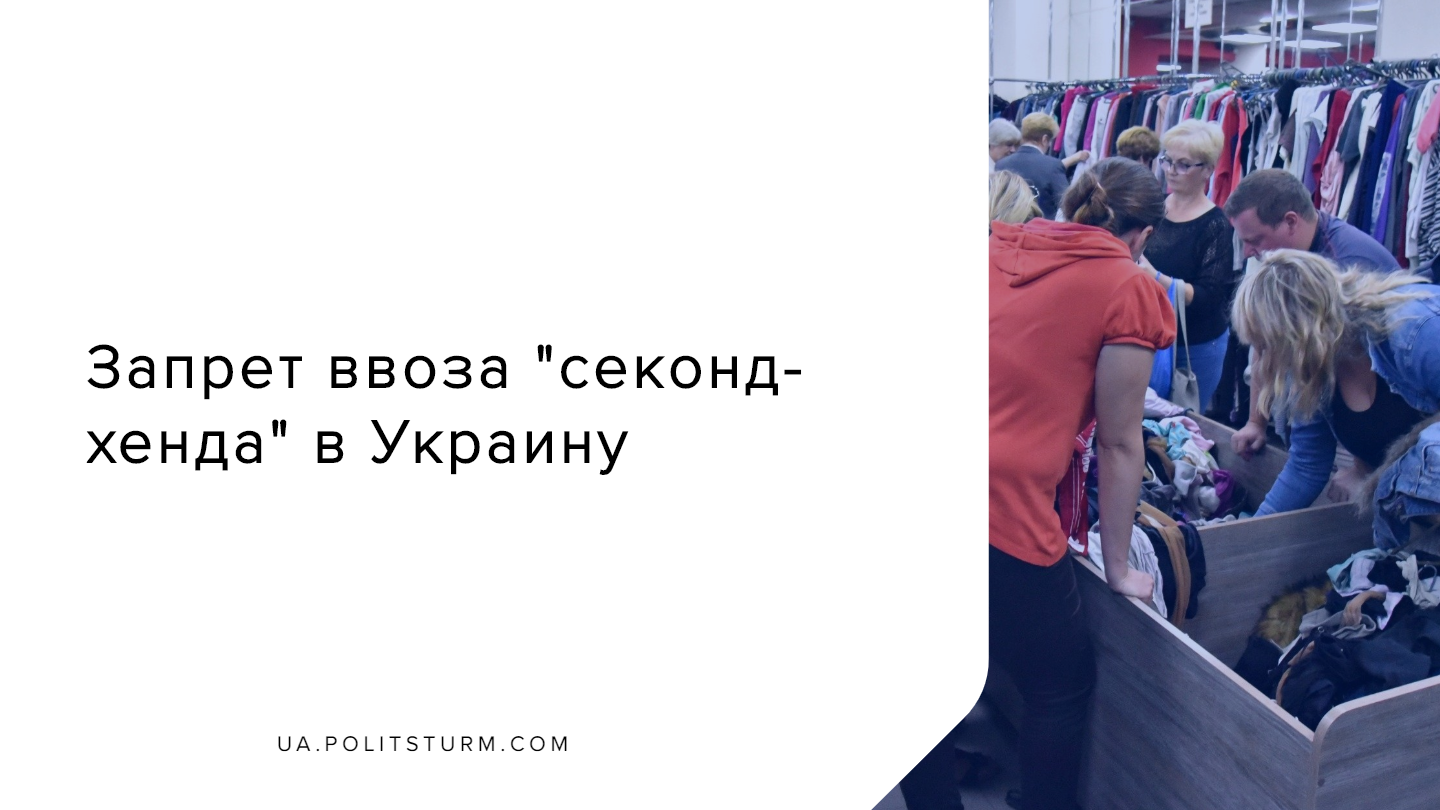 Запрет ввоза "секонд-
хенда" в Украину
UA.POLITSTURM.COM